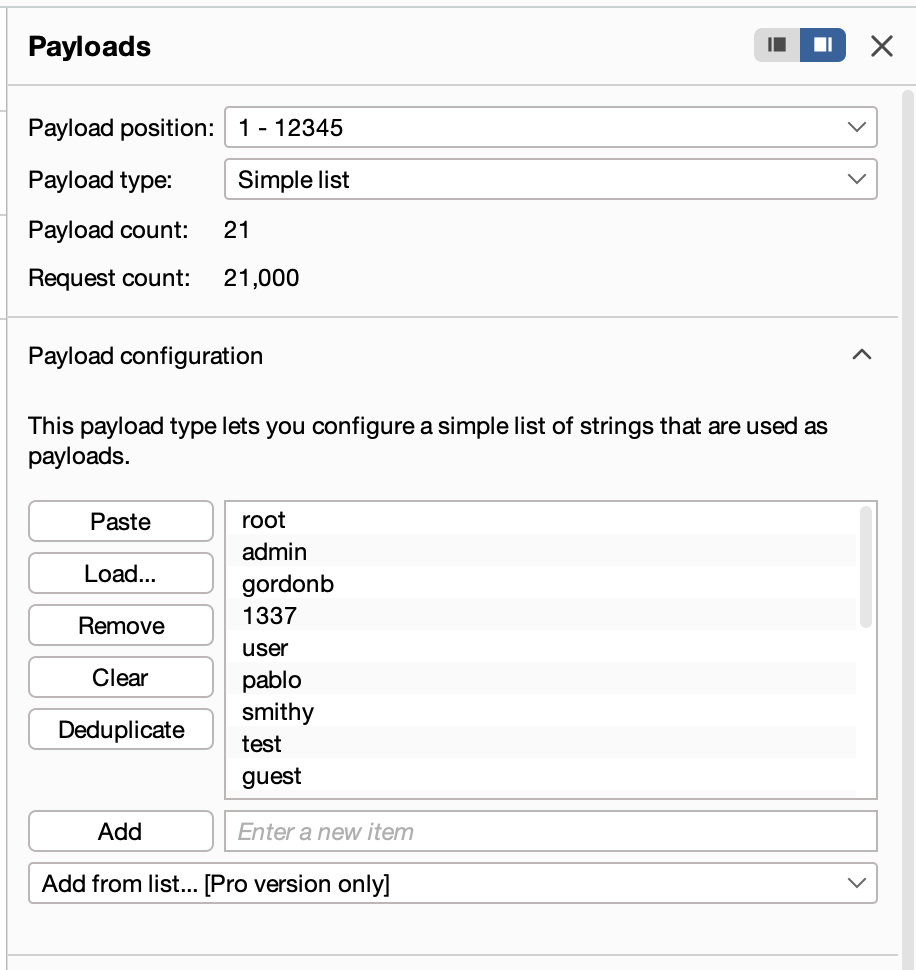 Payloads
Payload position: 1 - 12345
Payload type: Simple list
Payload count: 21
Request count: 21,000
Payload configuration
This payload type lets you configure a simple list of strings that are used as
payloads.
Paste
Load...
Remove
Clear
Deduplicate
root
admin
gordonb
1337
user
pablo
smithy
test
guest
Add
Enter a new item
Add from list... [Pro version only]